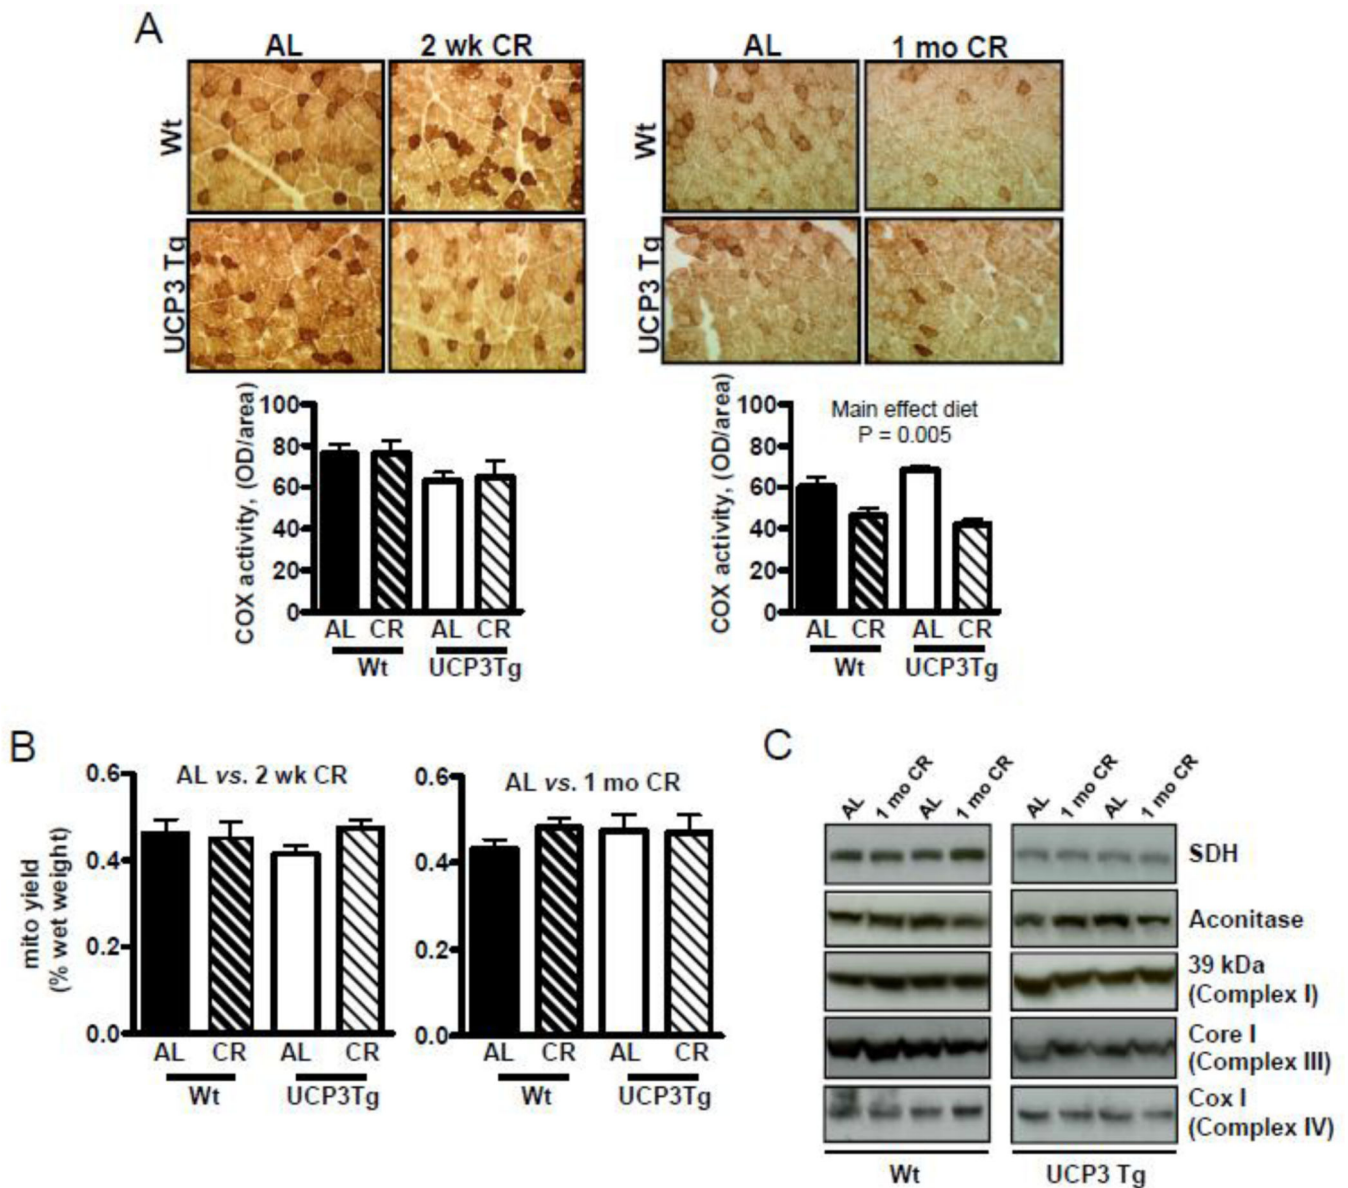 A
AL
2 wk CR
AL
1 mo CR
Wt
UCP3 Tg
Wt
UCP3 Tg
COX activity, (OD/area)
100
80
60
40
20
0
AL
CR
AL
CR
Wt
UCP3Tg
COX activity, (OD/area)
100
80
60
40
20
0
Main effect diet
P = 0.005
AL
CR
AL
CR
Wt
UCP3Tg
B
mito yield
(% wet weight)
AL vs. 2 wk CR
0.6
0.4
0.2
0.0
AL
CR
AL
CR
Wt
UCP3Tg
AL vs. 1 mo CR
0.6
0.4
0.2
0.0
AL
CR
AL
CR
Wt
UCP3Tg
C
AL
1 mo CR
AL
1 mo CR
AL
1 mo CR
AL
1 mo CR
SDH
Aconitase
39 kDa
(Complex I)
Core I
(Complex III)
Cox I
(Complex IV)
Wt
UCP3 Tg